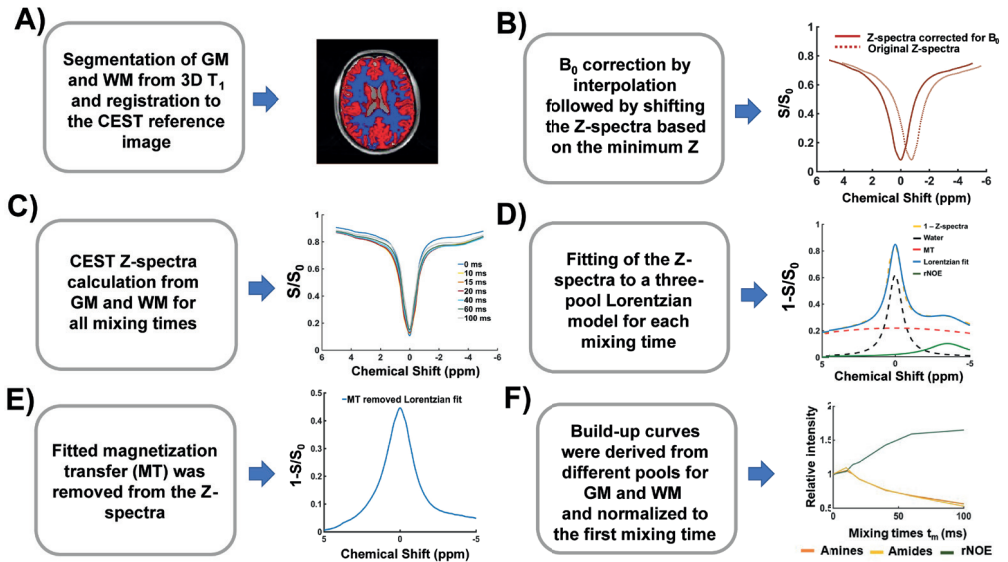 A)
Segmentation of GM
and WM from 3D T1
and registration to
the CEST reference
image
B)
B0 correction by
interpolation
followed by shifting
the Z-spectra based
on the minimum Z
Z-spectra corrected for B0
Original Z-spectra
S/S0
1
0.8
0.6
0.4
0.2
0
6 4 2 0 -2 -4 -6
Chemical Shift (ppm)
C)
CEST Z-spectra
calculation from
GM and WM for
all mixing times
S/S0
1
0.8
0.6
0.4
0.2
0
0 ms
10 ms
15 ms
20 ms
40 ms
60 ms
100 ms
6 4 2 0 -2 -4 -6
Chemical Shift (ppm)
D)
Fitting of the Z-
spectra to a three-
pool Lorentzian
model for each
mixing time
1-S/S0
1
0.8
0.6
0.4
0.2
0
1 – Z-spectra
Water
MT
Lorentzian fit
rNOE
5 0 -5
Chemical Shift (ppm)
E)
Fitted magnetization
transfer (MT) was
removed from the Z-
spectra
1-S/S0
0.5
0.4
0.3
0.2
0.1
0
MT removed Lorentzian fit
5 0 5
Chemical Shift (ppm)
F)
Build-up curves
were derived from
different pools for
GM and WM
and normalized to
the first mixing time
Relative intensity
2
1.5
1
0.5
0 50 100
Mixing times tm (ms)
Amines Amides rNOE